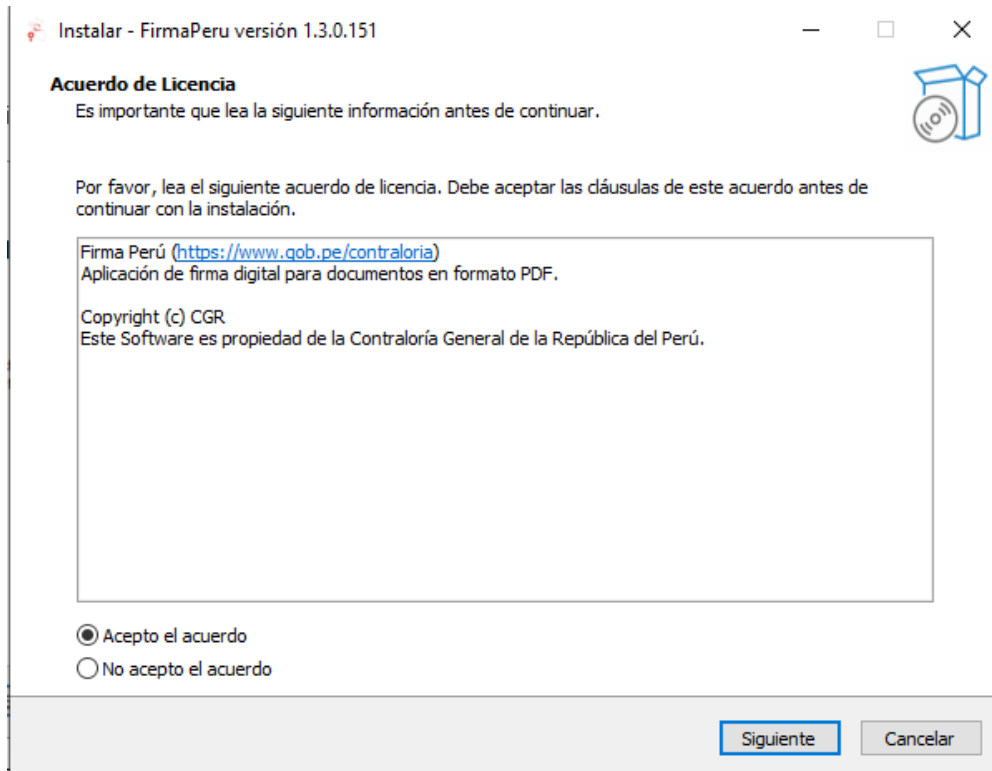 Instalar - FirmaPeru versión 1.3.0.151
Acuerdo de Licencia
Es importante que lea la siguiente información antes de continuar.
Por favor, lea el siguiente acuerdo de licencia. Debe aceptar las cláusulas de este acuerdo antes de
continuar con la instalación.
Firma Perú (https://www.gob.pe/contraloria)
Aplicación de firma digital para documentos en formato PDF.
Copyright (c) CGR
Este Software es propiedad de la Contraloría General de la República del Perú.
Acepto el acuerdo
No acepto el acuerdo
Siguiente
Cancelar